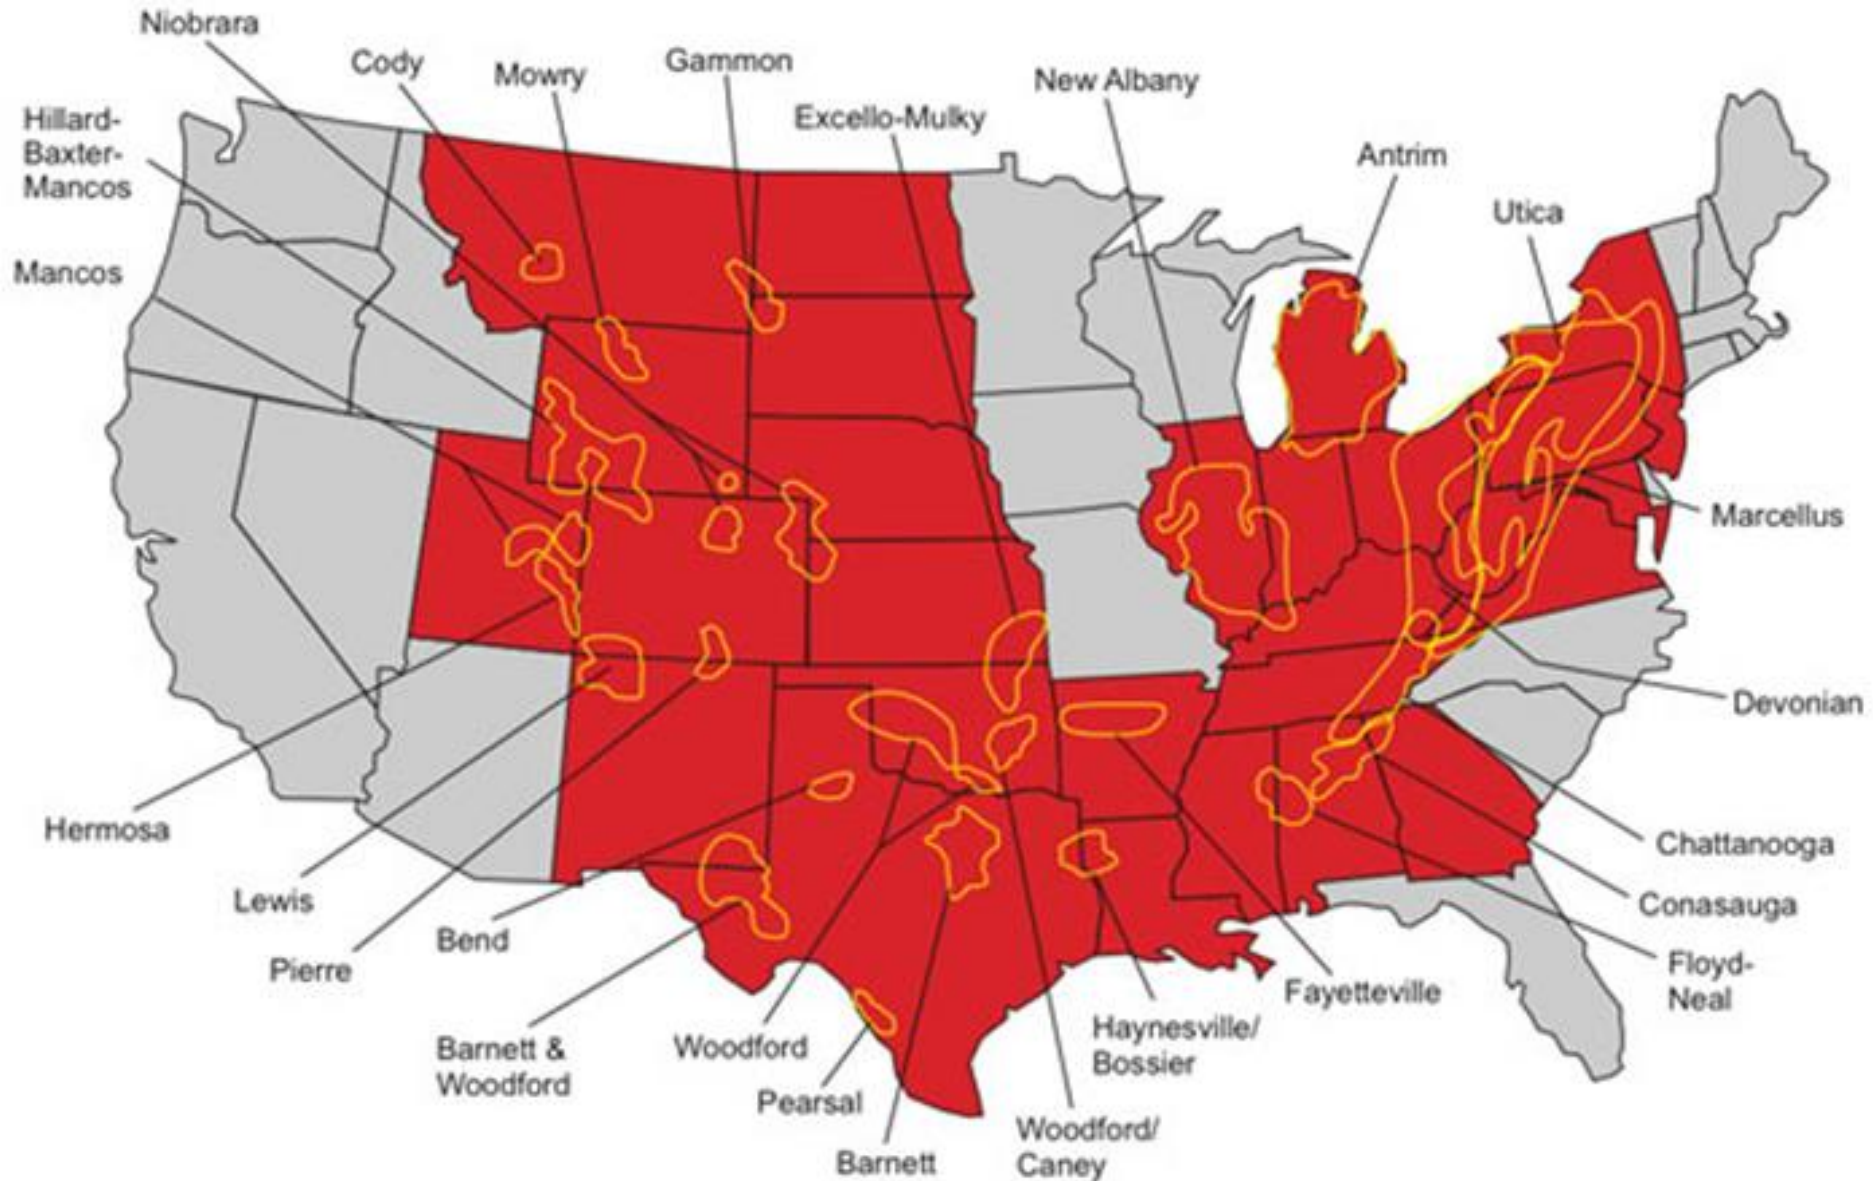 Niobrara
Cody
Mowry
Gammon
New Albany
Excello-Mulky
Hillard-
Baxter-
Mancos
Antrim
Utica
Mancos
Marcellus
Devonian
Hermosa
Chattanooga
Lewis
Conasauga
Bend
Pierre
Floyd-
Neal
Fayetteville
Barnett &
Woodford
Woodford
Haynesville/
Bossier
Pearsal
Woodford/
Caney
Barnett